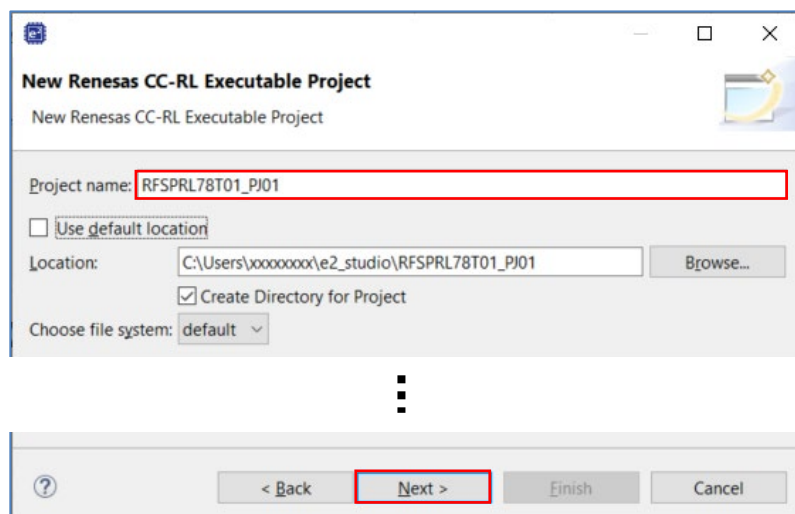 New Renesas CC-RL Executable Project
New Renesas CC-RL Executable Project
Project name: RFSPRL78T01_PJ01
Use default location
Location: C:\Users\xxxxxxxx\e2_studio\RFSPRL78T01_PJ01 Browse...
Create Directory for Project
Choose file system: default
? < Back Next > Finish Cancel